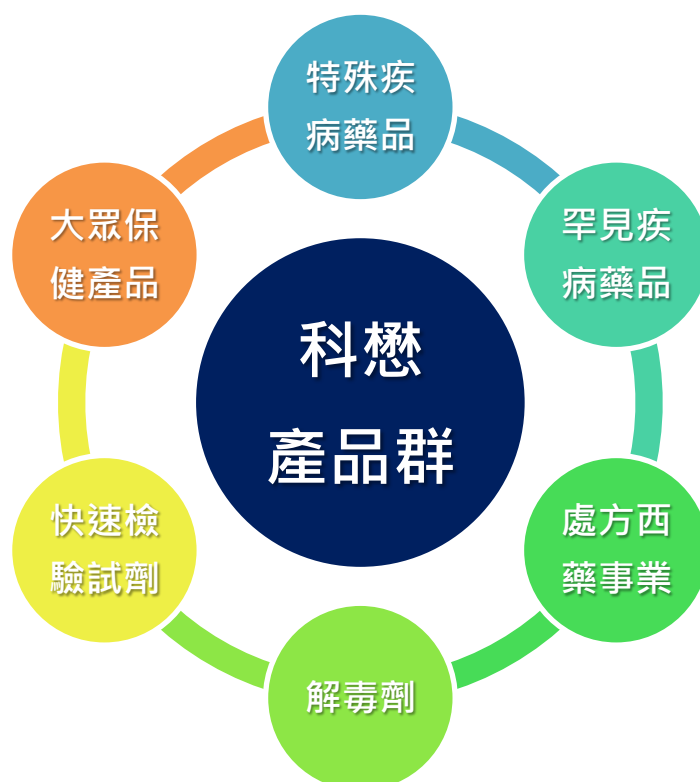 特殊疾
病藥品
罕見疾
病藥品
處方西
藥事業
解毒劑
快速檢
驗試劑
大眾保
健產品
科懋
產品群